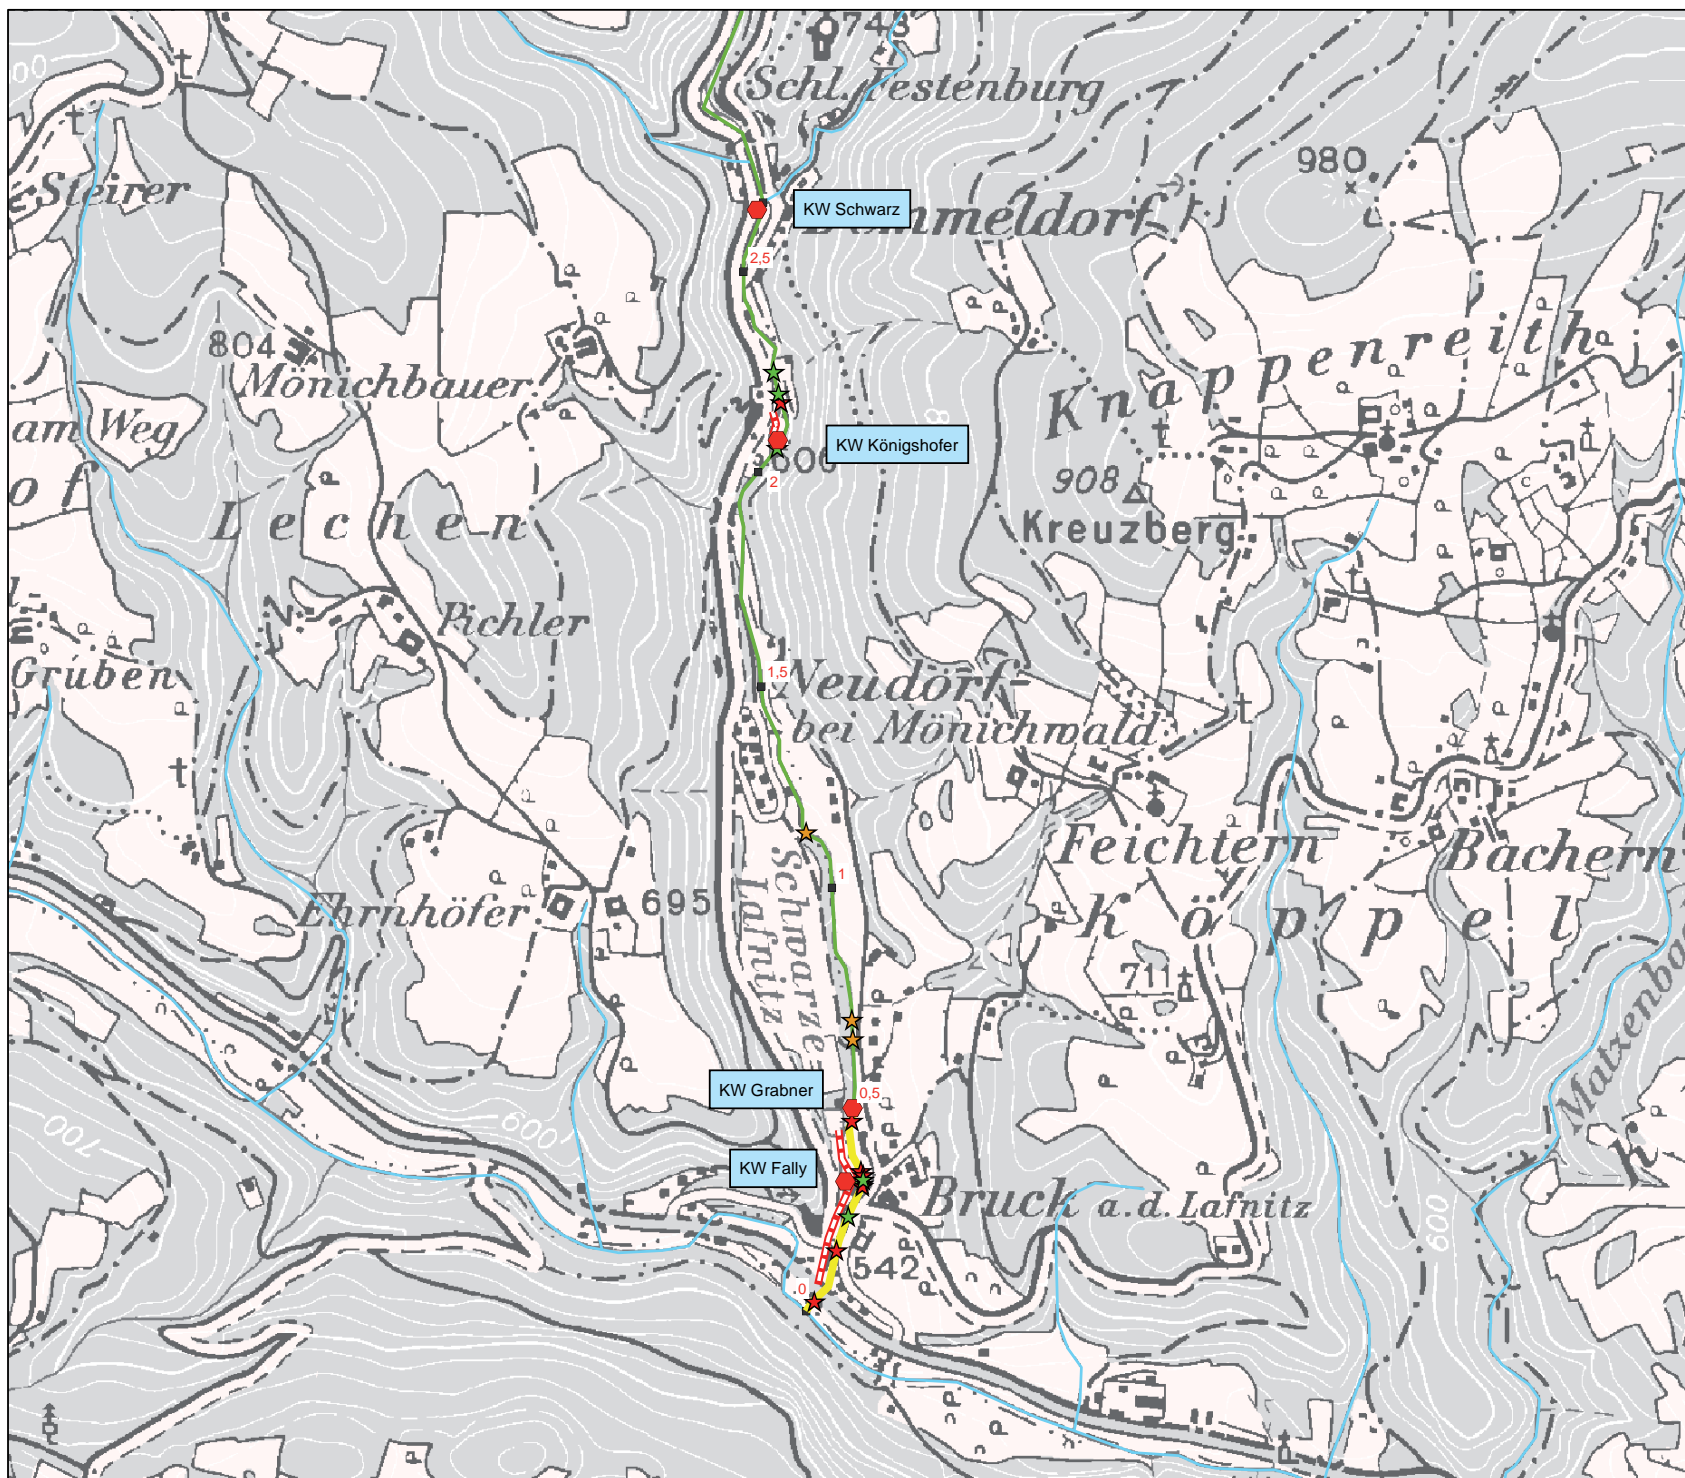 743
Schl. Festenburg
Steirer
980
KW Schwarz
2,5
804
Mönichbauer
Knappenreith
am Weg
KW Königshofer
600
2
908
Kreuzberg
of
Lechen
Pichler
Gruben
1,5
Neudorf
bei Mönichwald
Feichtern
Bachern
1
Schwarze
Lafnitz
Ehrnhöfer
695
Köppel
711
KW Grabner
0,5
Matzenba
700
600
KW Fally
Bruck a.d. Lafnitz
600
542
0